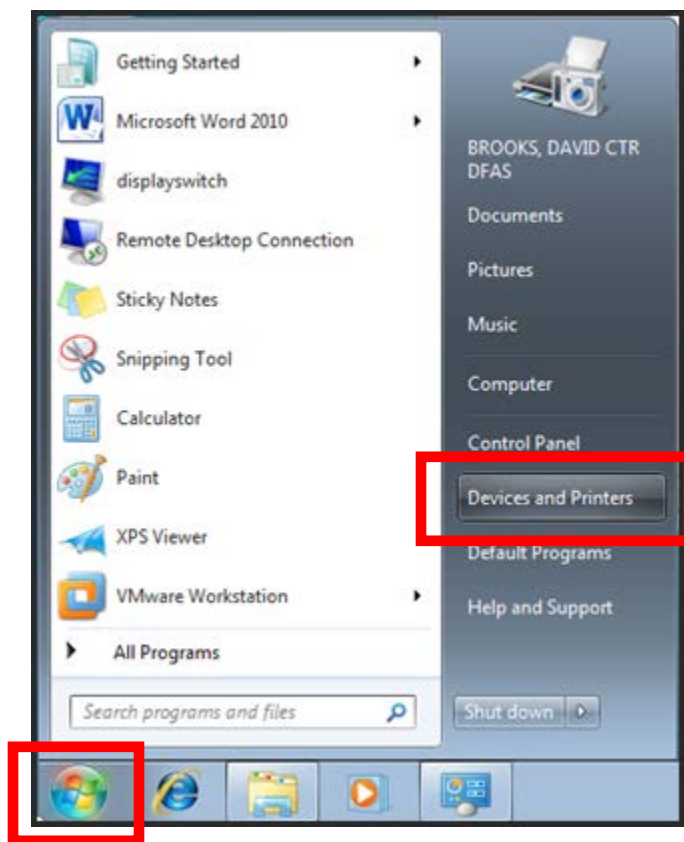 Getting Started
Microsoft Word 2010
displayswitch
Remote Desktop Connection
Sticky Notes
Snipping Tool
Calculator
Paint
XPS Viewer
VMware Workstation
All Programs
Search programs and files
BROOKS, DAVID CTR
DFAS
Documents
Pictures
Music
Computer
Control Panel
Devices and Printers
Default Programs
Help and Support
Shut down